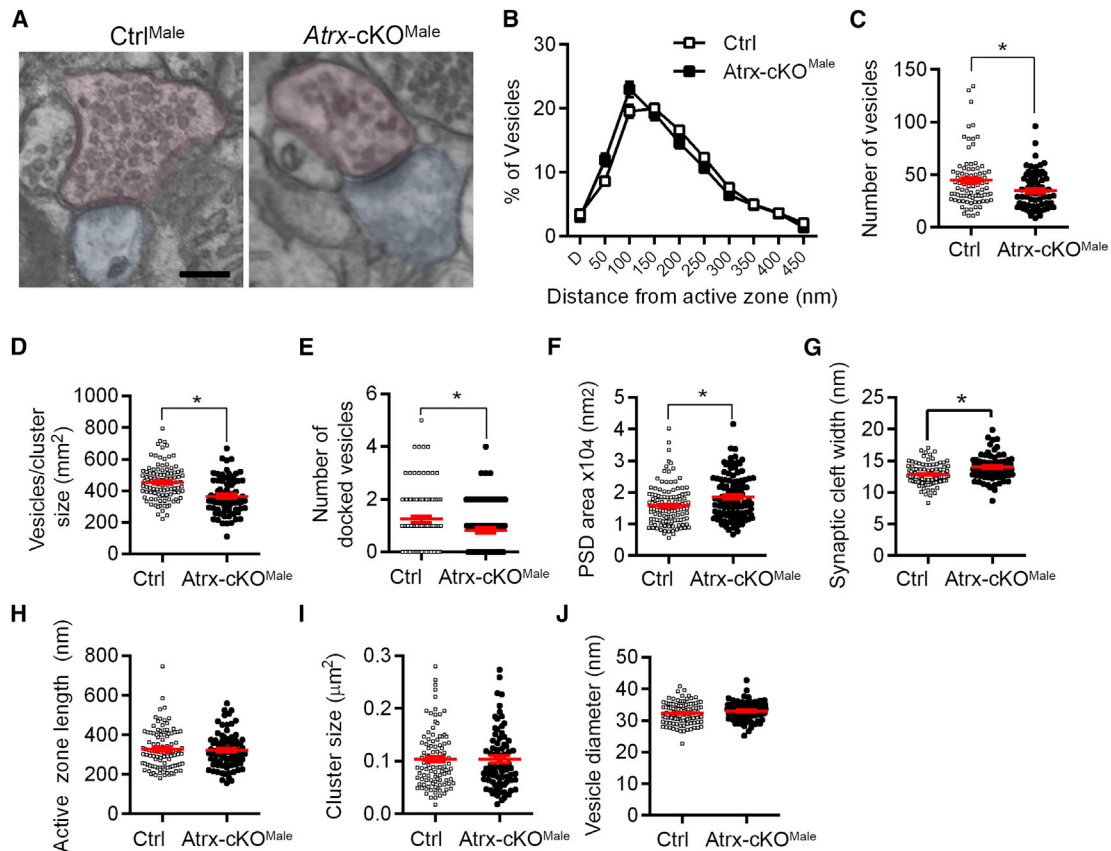 A
Ctrl^Male
Atrx-cKO^Male
B
30
20
10
0
% of Vesicles
Ctrl
Atrx-cKO^Male
D
50
100
150
200
250
300
350
400
450
Distance from active zone (nm)
C
*
150
100
50
0
Number of vesicles
Ctrl
Atrx-cKO^Male
D
*
1000
800
600
400
200
0
Vesicles/cluster
size (mm²)
Ctrl
Atrx-cKO^Male
E
*
6
4
2
0
Number of
docked vesicles
Ctrl
Atrx-cKO^Male
F
*
5
4
3
2
1
0
PSD area x104 (nm2)
Ctrl
Atrx-cKO^Male
G
*
25
20
15
10
5
0
Synaptic cleft width (nm)
Ctrl
Atrx-cKO^Male
H
800
600
400
200
0
Active zone length (nm)
Ctrl
Atrx-cKO^Male
I
0.3
0.2
0.1
0.0
Cluster size (μm²)
Ctrl
Atrx-cKO^Male
J
50
40
30
20
10
0
Vesicle diameter (nm)
Ctrl
Atrx-cKO^Male